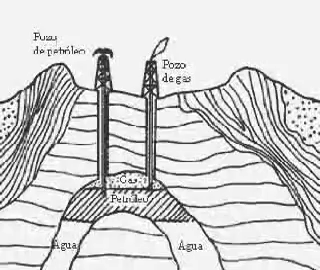 Pozo
de petróleo
Pozo
de gas
Gas
Petróleo
Agua
Agua